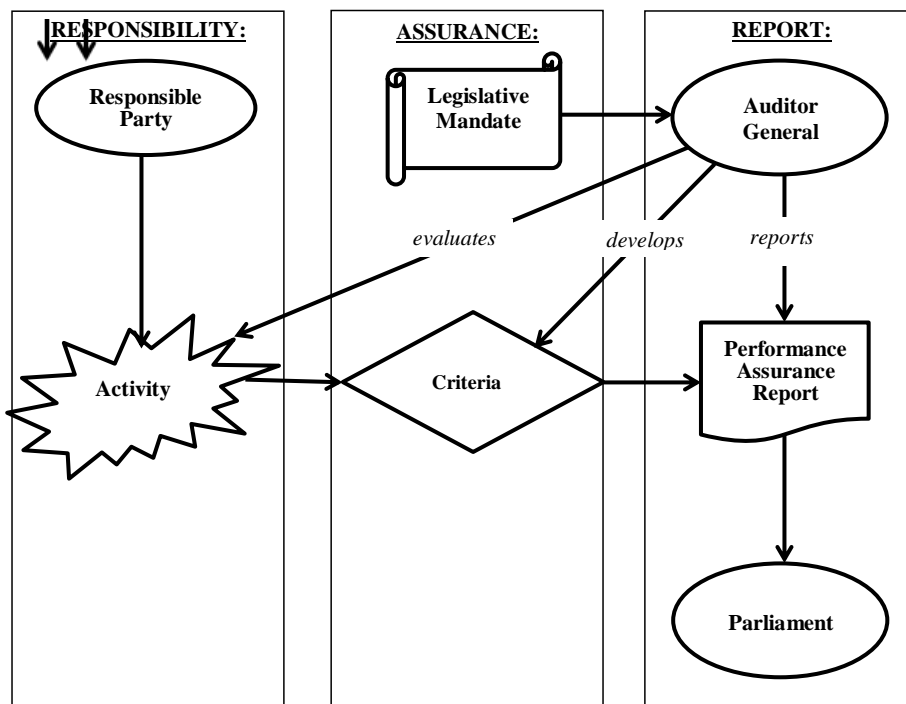 RESPONSIBILITY:
ASSURANCE:
REPORT:
Responsible
Party
Legislative
Mandate
Auditor
General
evaluates
develops
reports
Activity
Criteria
Performance
Assurance
Report
Parliament